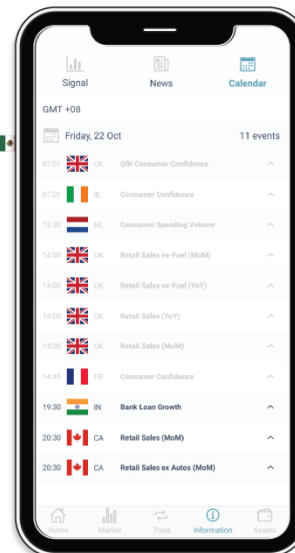 Signal News Calendar
GMT +08
Friday, 22 Oct 11 events
07:01 UK GfK Consumer Confidence
07:01 IE Consumer Confidence
12:30 NL Consumer Spending Volume
14:00 UK Retail Sales ex-Fuel (MoM)
14:00 UK Retail Sales ex-Fuel (YoY)
14:00 UK Retail Sales (YoY)
14:00 UK Retail Sales (MoM)
14:45 FR Consumer Confidence
19:30 IN Bank Loan Growth
20:30 CA Retail Sales (MoM)
20:30 CA Retail Sales ex Autos (MoM)
Home Market Trade Information Assets